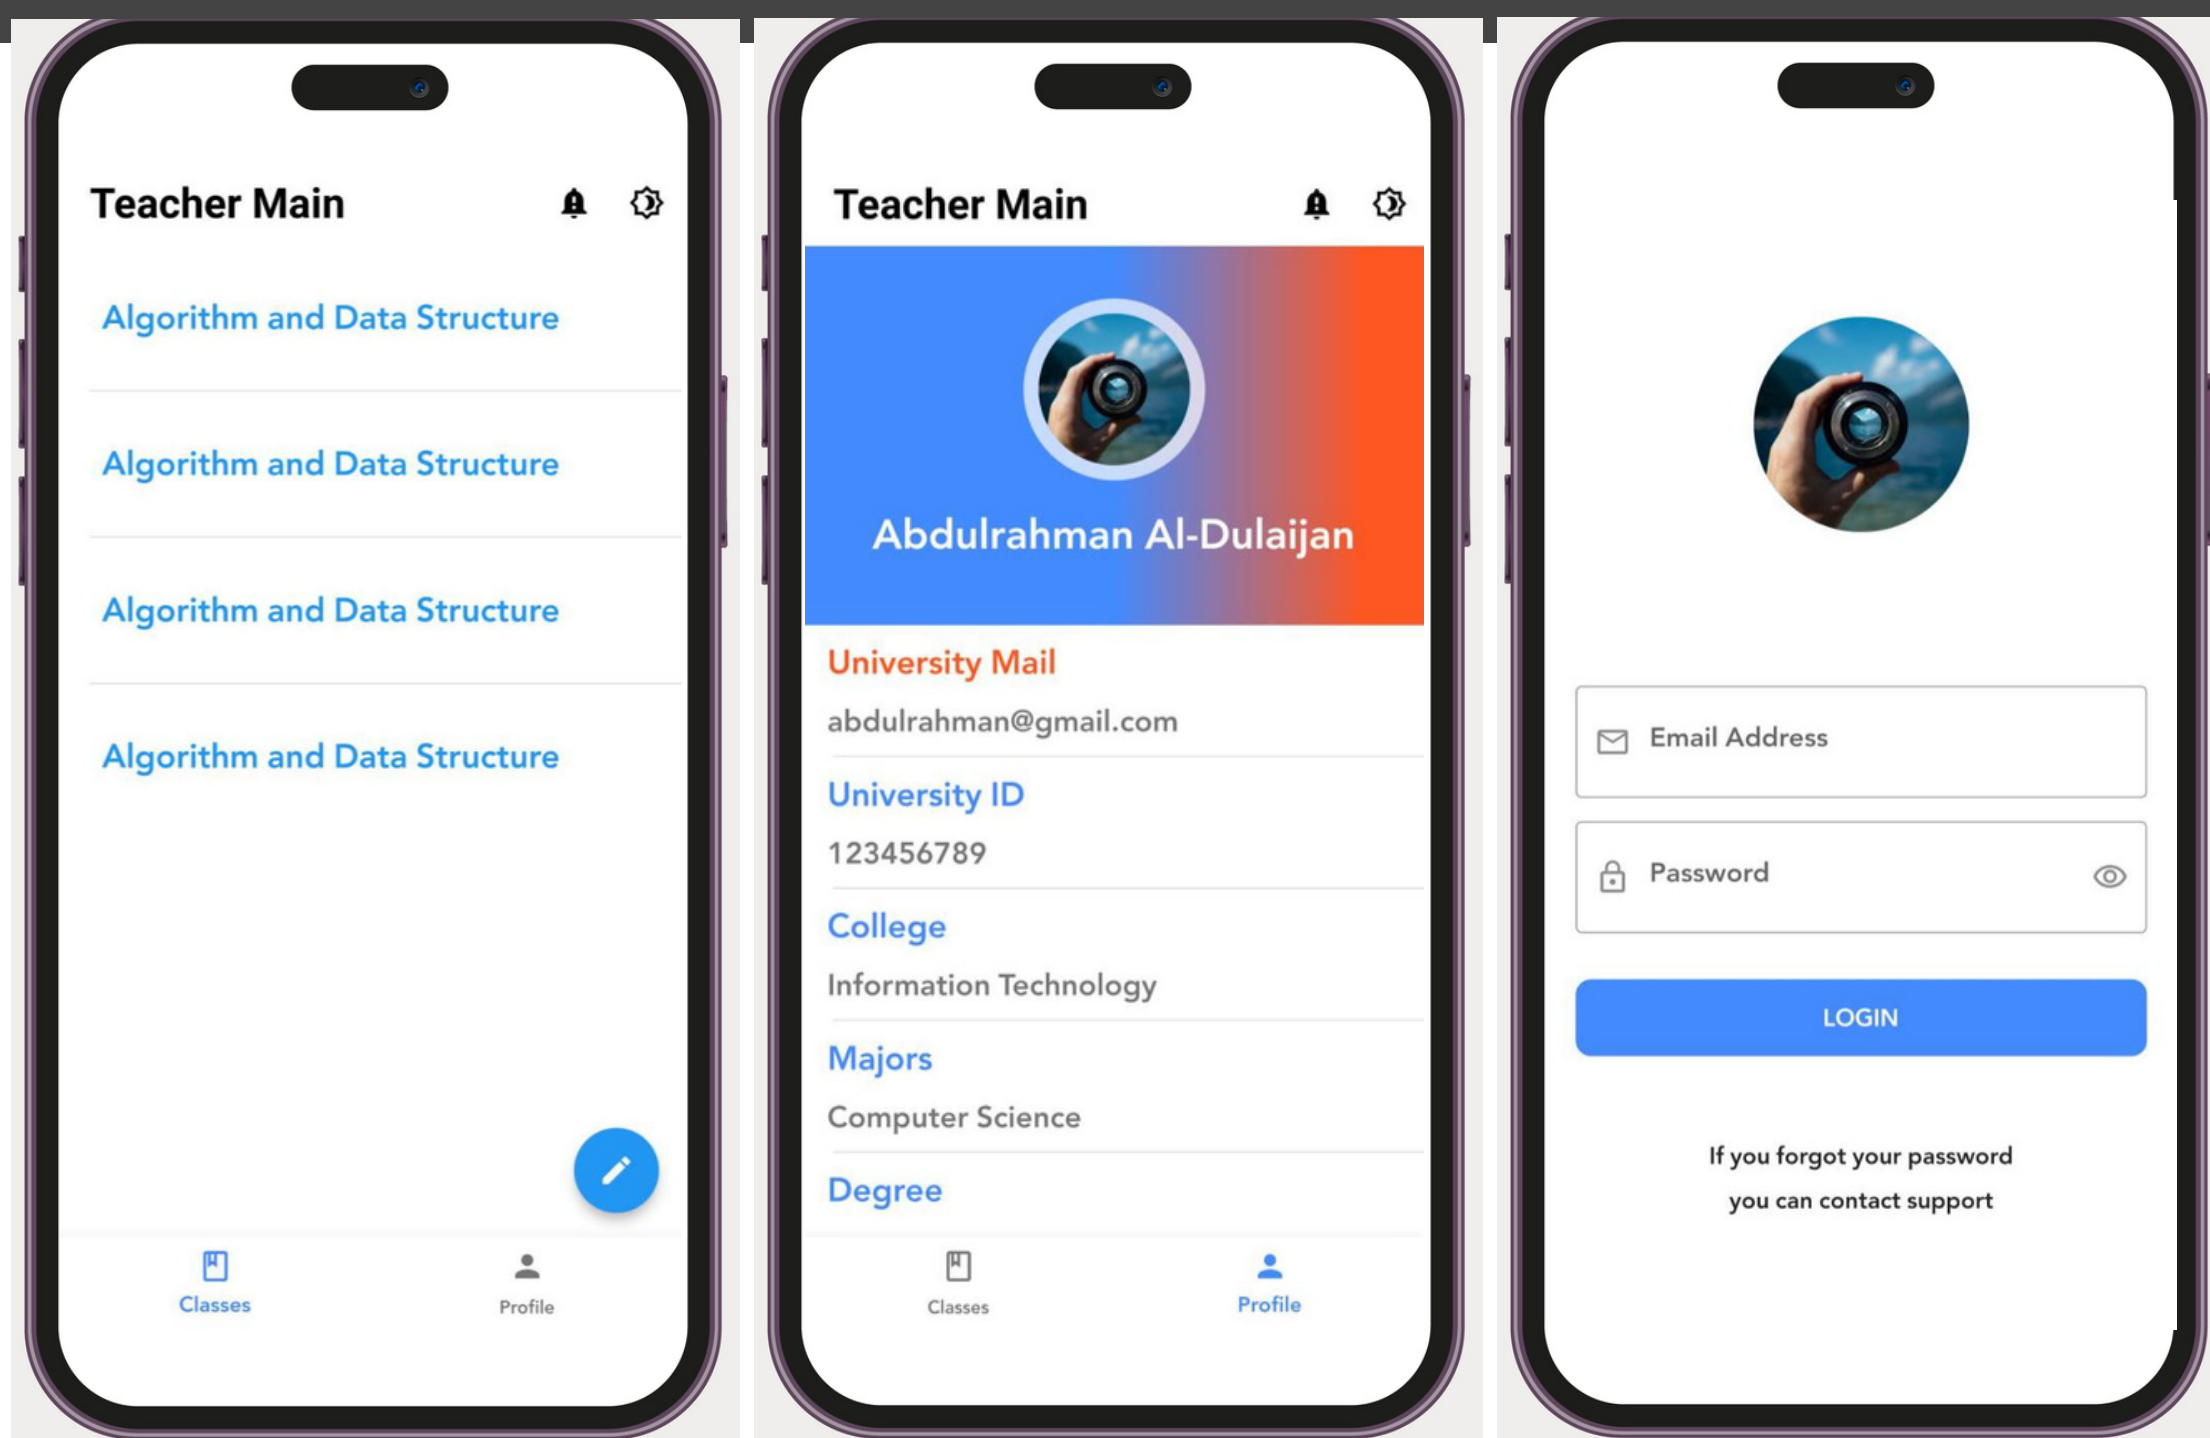 Teacher Main
Algorithm and Data Structure
Algorithm and Data Structure
Algorithm and Data Structure
Algorithm and Data Structure
Classes
Profile
Teacher Main
Abdulrahman Al-Dulaijan
University Mail
abdulrahman@gmail.com
University ID
123456789
College
Information Technology
Majors
Computer Science
Degree
Classes
Profile
Email Address
Password
LOGIN
If you forgot your password
you can contact support